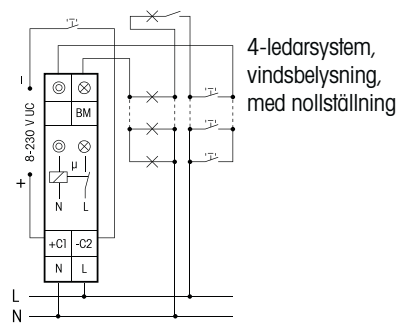 4-ledarsystem,
vindsbelysning,
med nollställning
–
8-230 V UC
+
BM
µ
N L
+C1 -C2
N L
L
N